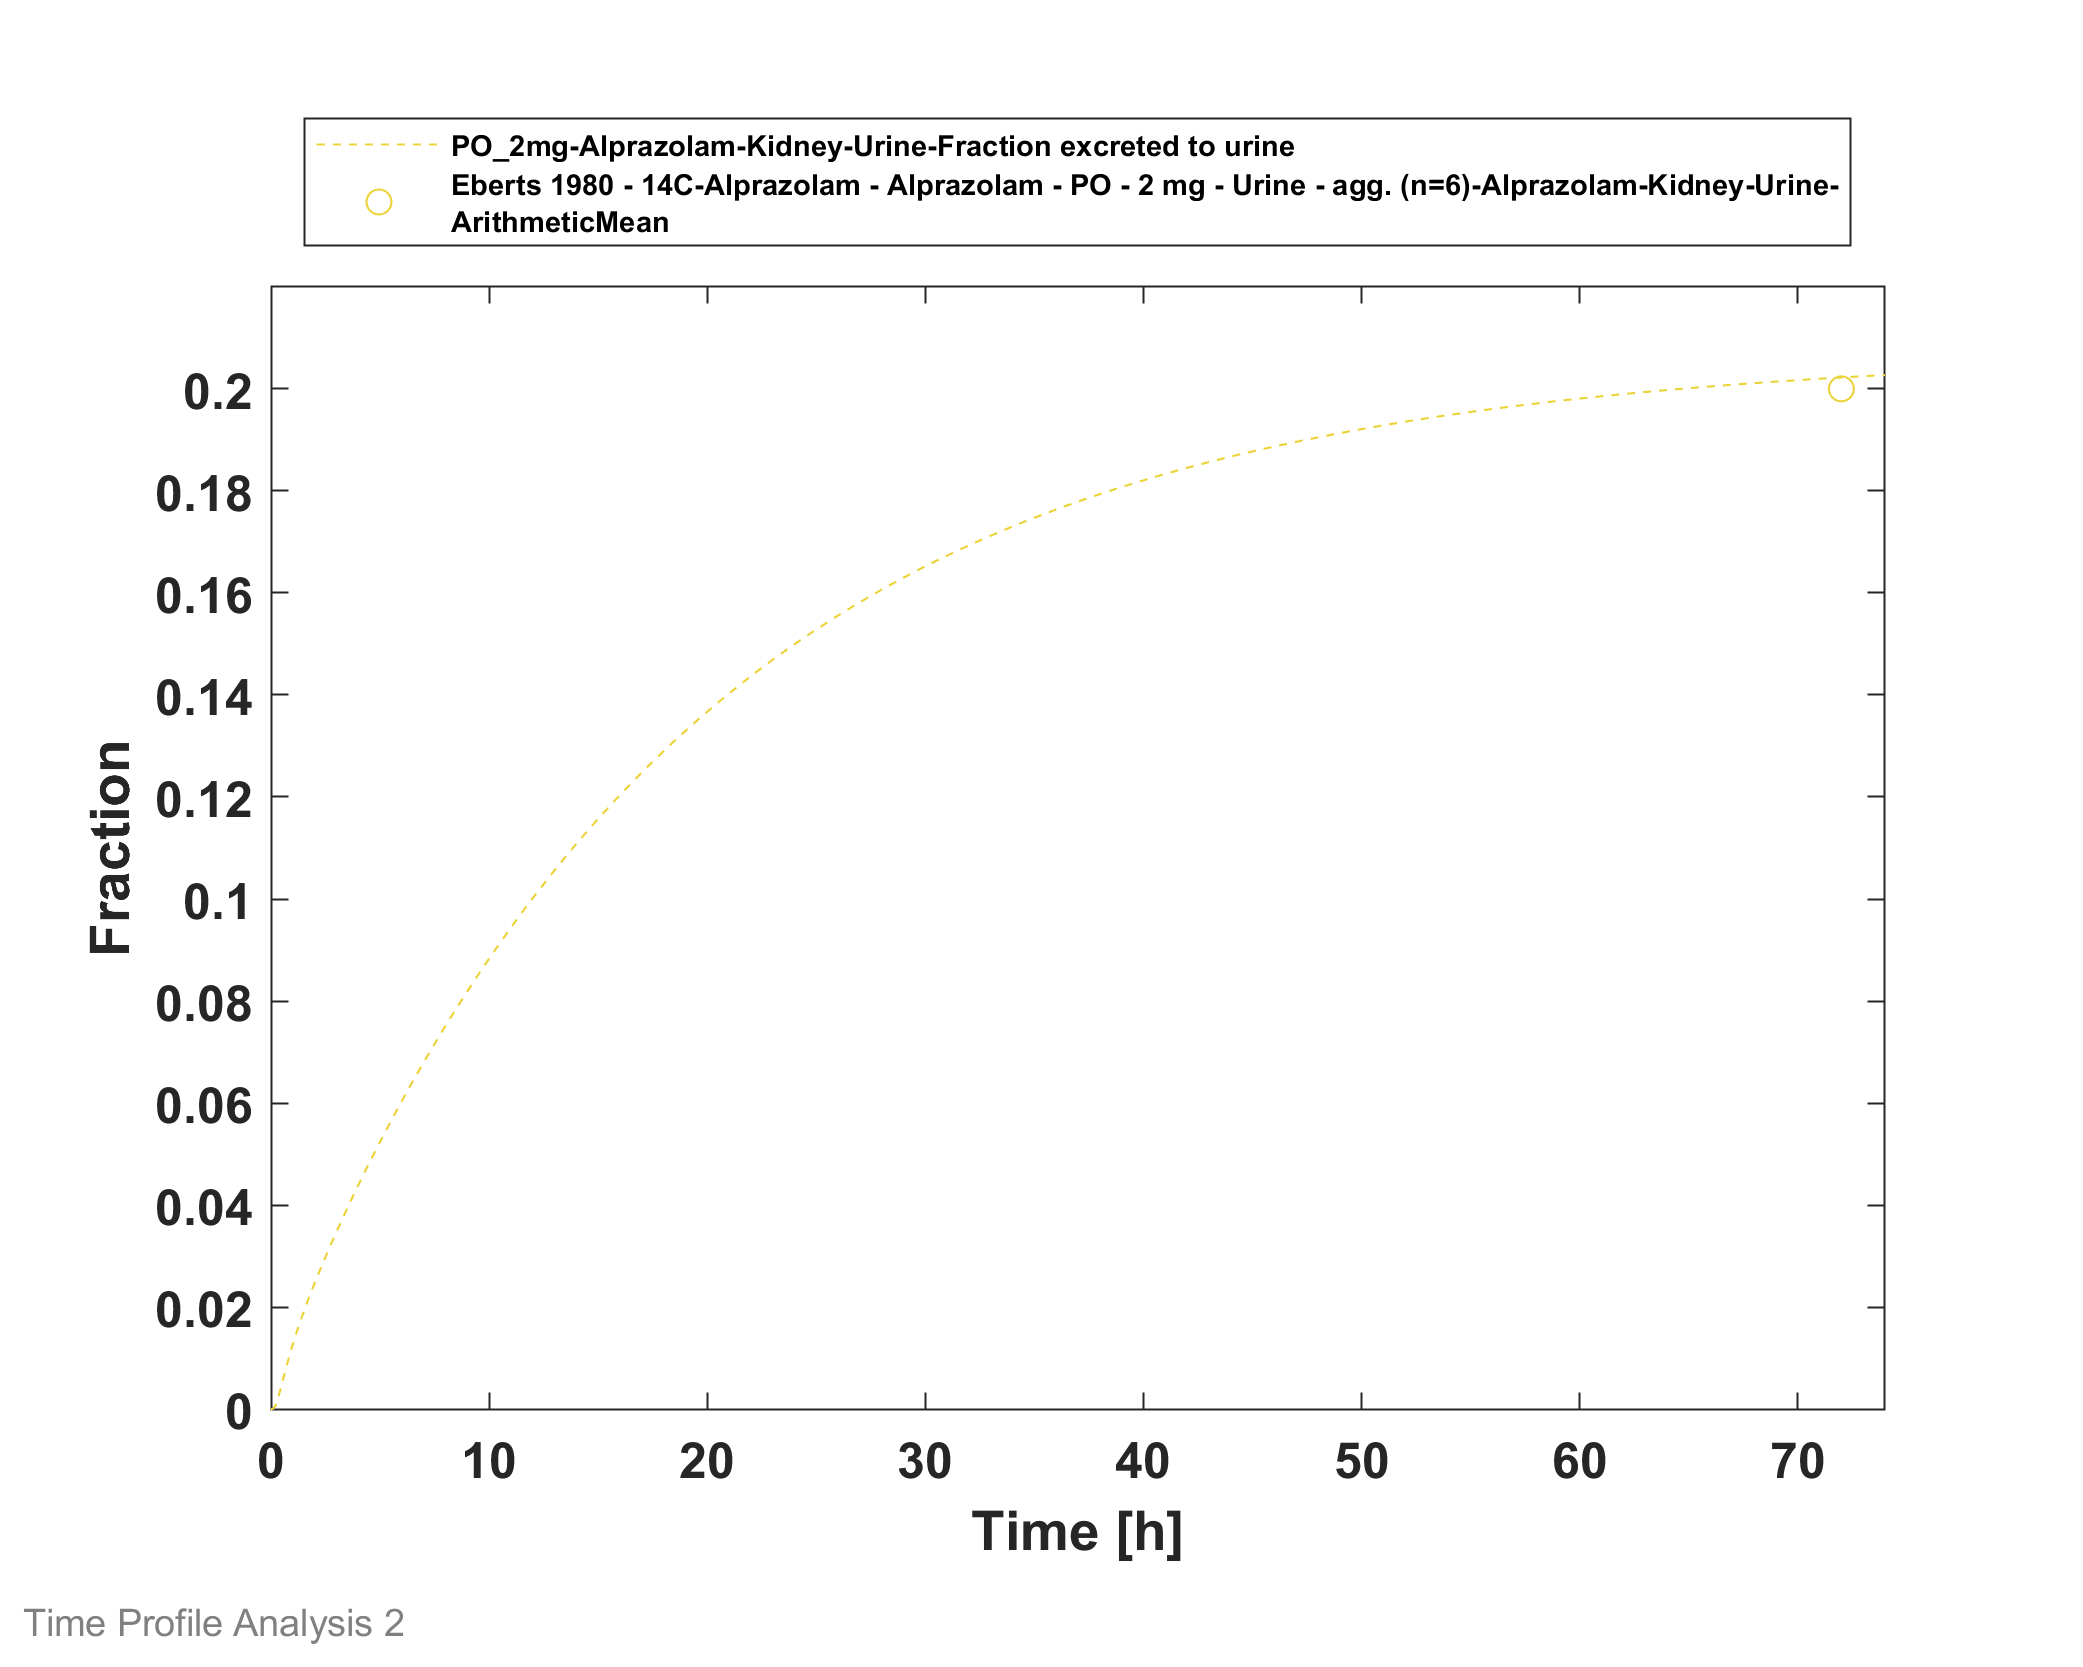 PO_2mg-Alprazolam-Kidney-Urine-Fraction excreted to urine
Eberts 1980 - 14C-Alprazolam - Alprazolam - PO - 2 mg - Urine - agg. (n=6)-Alprazolam-Kidney-Urine-
ArithmeticMean
0.2
0.18
0.16
0.14
0.12
0.1
0.08
0.06
0.04
0.02
0
Fraction
0 10 20 30 40 50 60 70
Time [h]
Time Profile Analysis 2